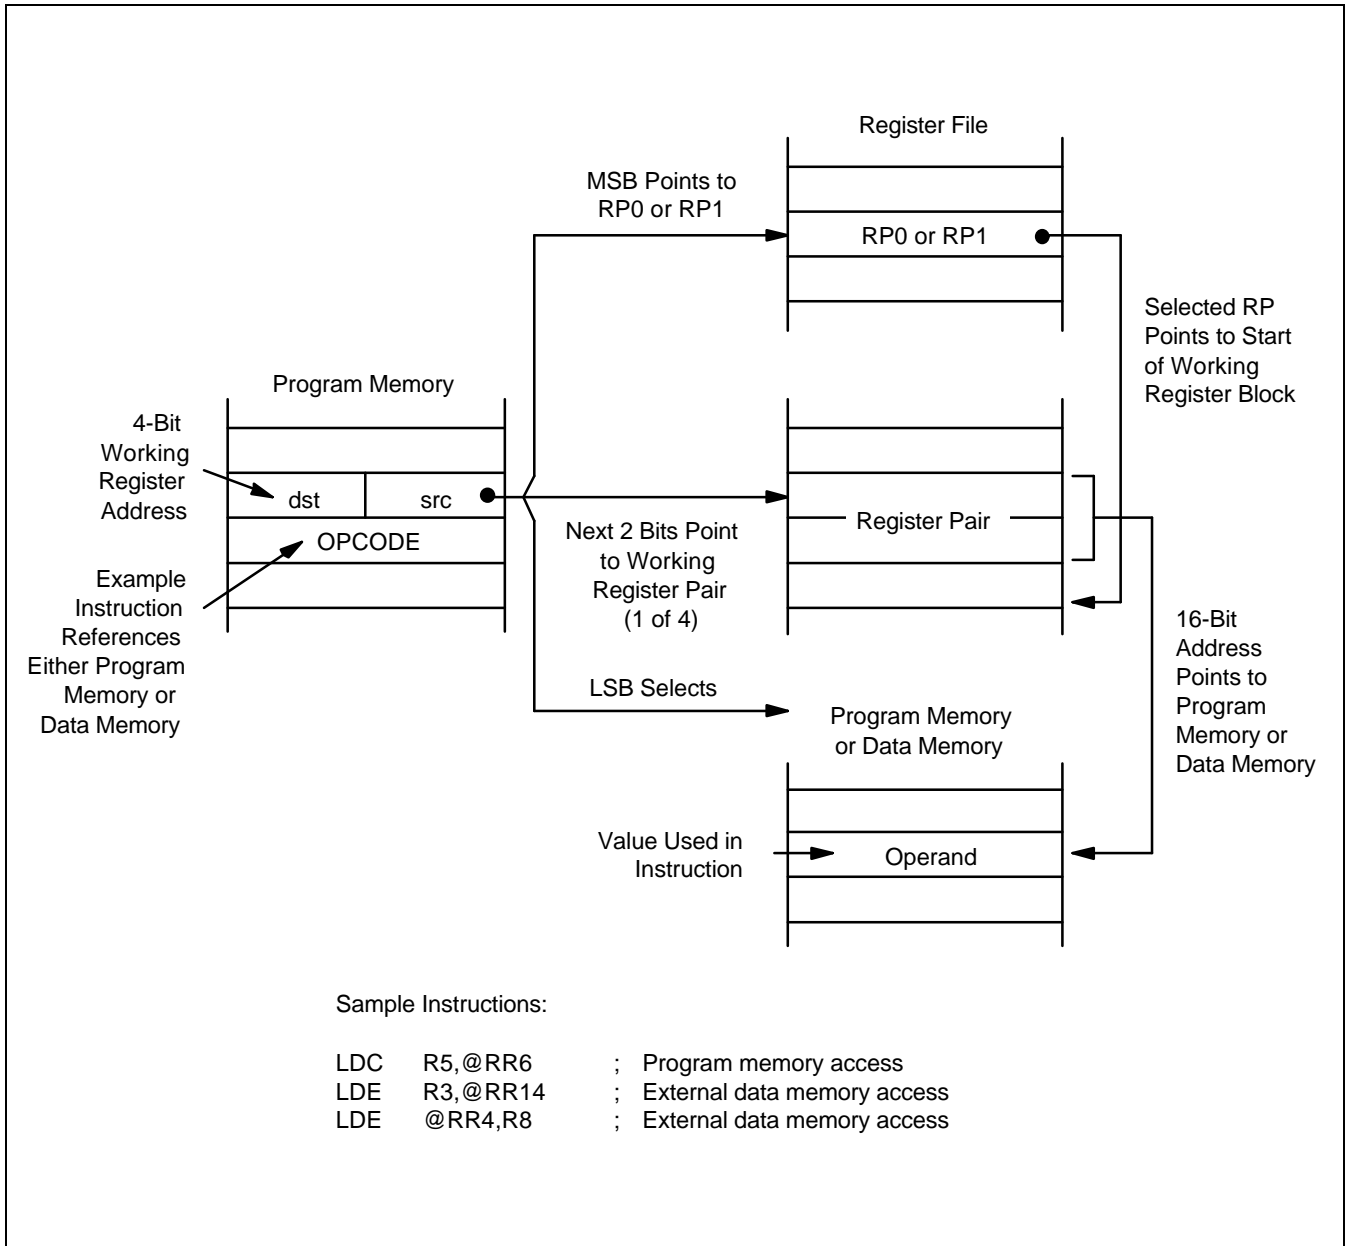 Register File
MSB Points to
RP0 or RP1
RP0 or RP1
Selected RP
Points to Start
of Working
Register Block
Program Memory
4-Bit
Working
Register
Address
dst src
OPCODE
Example
Instruction
References
Either Program
Memory or
Data Memory
Next 2 Bits Point
to Working
Register Pair
(1 of 4)
Register Pair
LSB Selects
16-Bit
Address
Points to
Program
Memory or
Data Memory
Program Memory
or Data Memory
Value Used in
Instruction
Operand
Sample Instructions:
LDC R5,@RR6 ; Program memory access
LDE R3,@RR14 ; External data memory access
LDE @RR4,R8 ; External data memory access